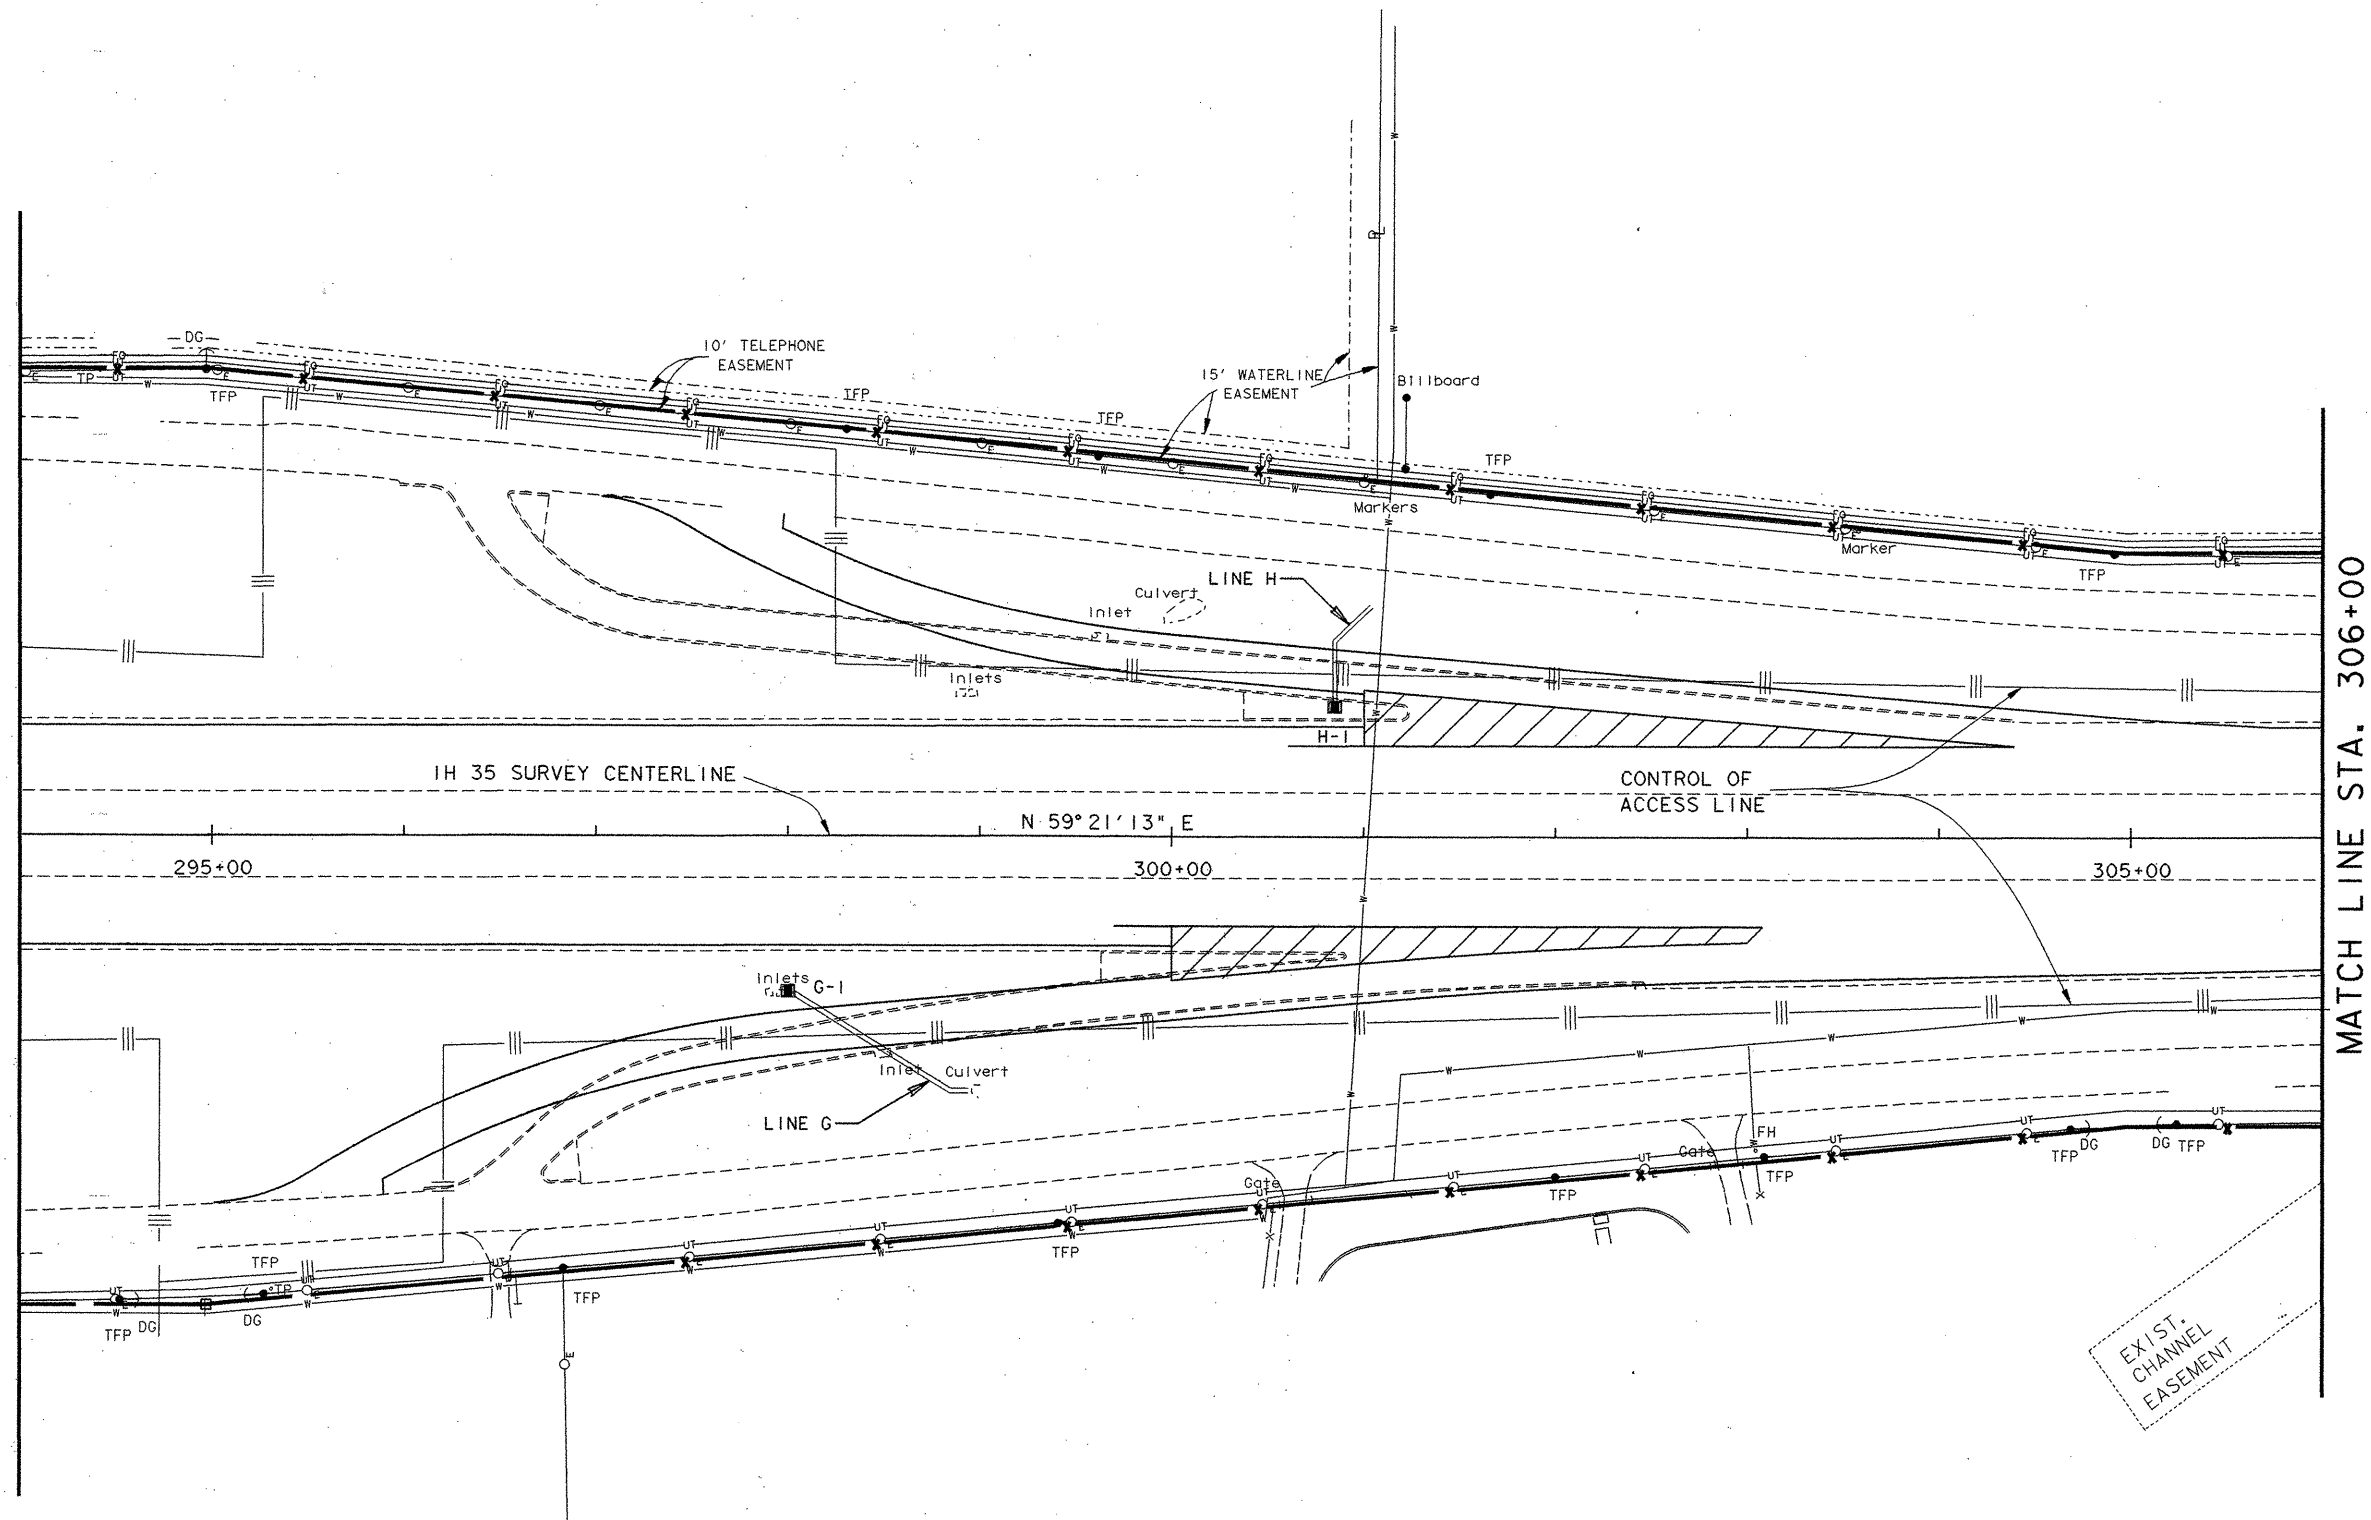 DG
10' TELEPHONE
EASEMENT
TP
TFP
TFP
TFP
15' WATERLINE
EASEMENT
Billboard
TFP
PL
FO
UT
E
W
Markers
Marker
TFP
LINE H
Culvert
Inlet
Inlets
H-1
IH 35 SURVEY CENTERLINE
CONTROL OF
ACCESS LINE
N 59° 21' 13" E
295+00
300+00
305+00
MATCH LINE STA. 306+00
Inlets
G-1
Inlet
Culvert
LINE G
FH
Gate
Gate
TFP
DG
DG
TFP
TFP
TFP
TFP
TFP
TP
TFP
DG
TFP
DG
E
EXIST.
CHANNEL
EASEMENT